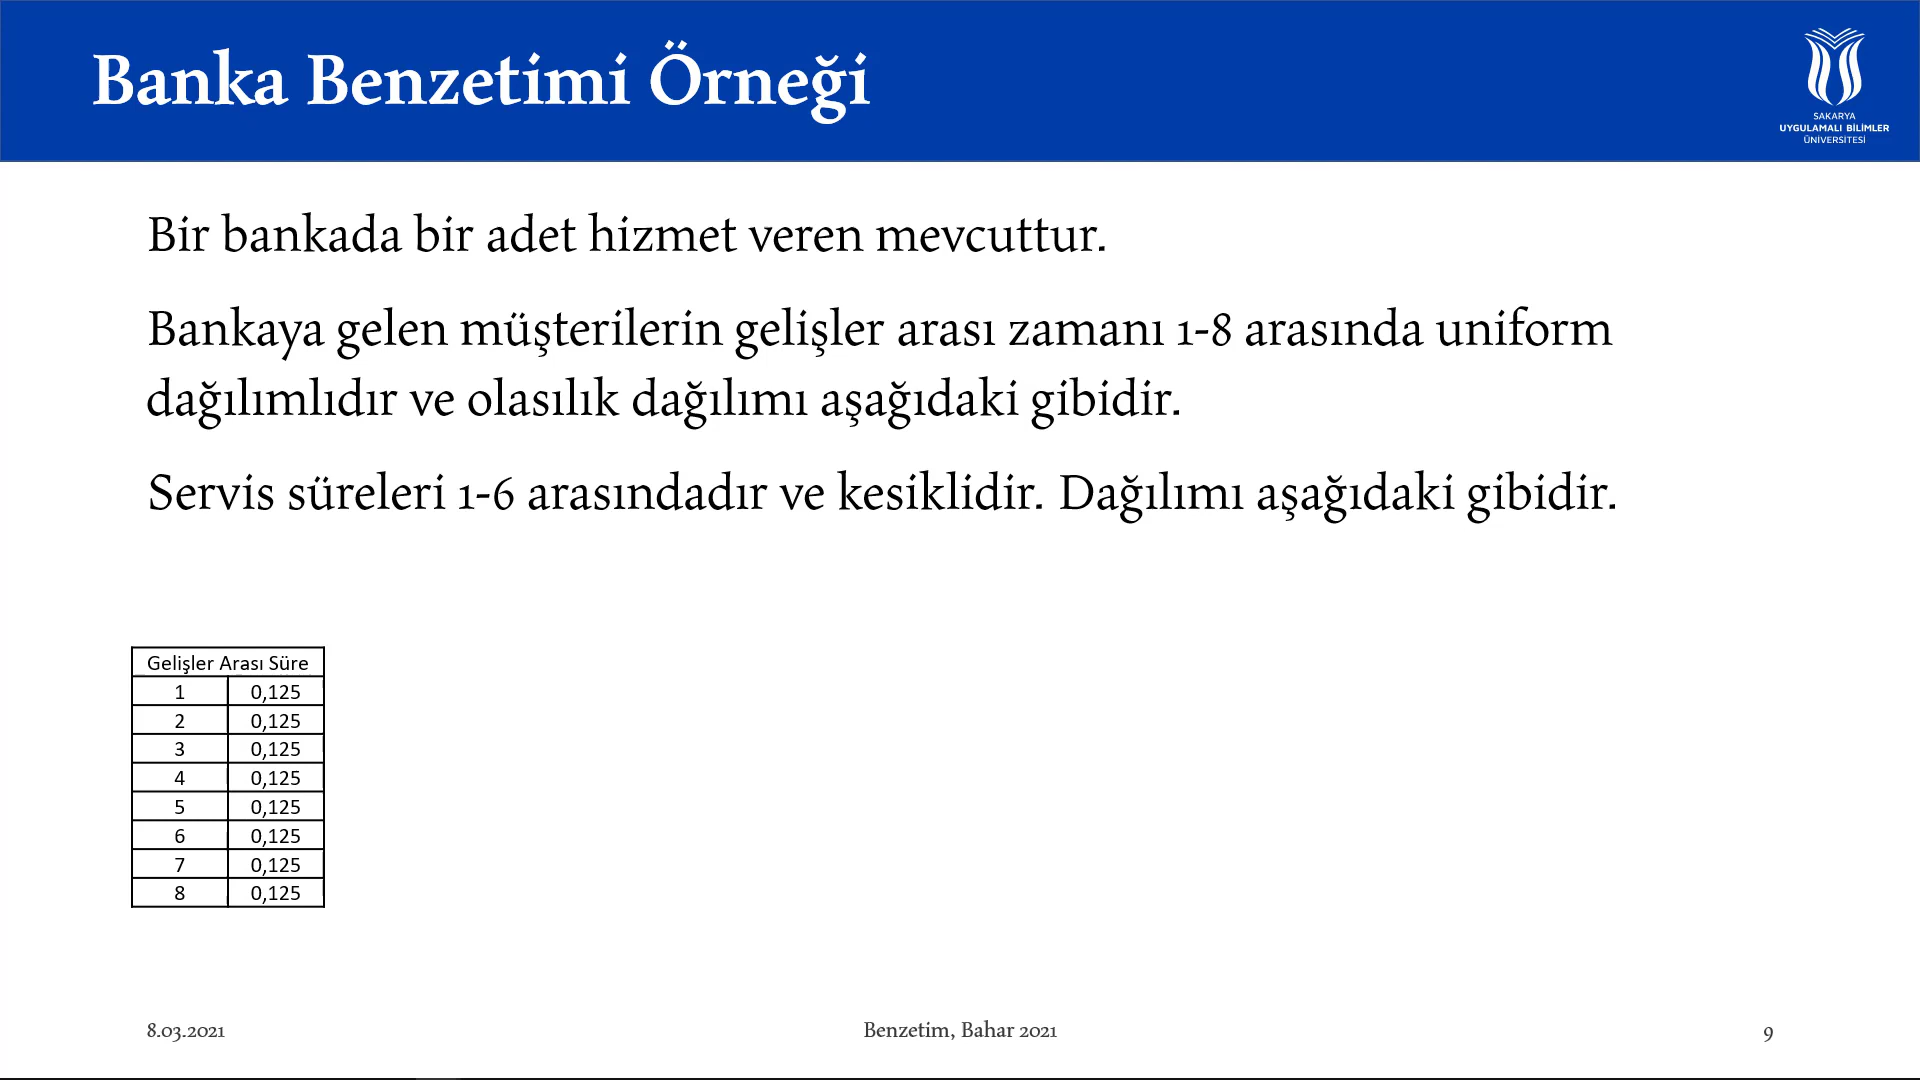 Banka Benzetimi Örneği
SAKARYA
UYGULAMALI BİLİMLER
ÜNİVERSİTESİ
Bir bankada bir adet hizmet veren mevcuttur.
Bankaya gelen müşterilerin gelişler arası zamanı 1-8 arasında uniform
dağılımlıdır ve olasılık dağılımı aşağıdaki gibidir.
Servis süreleri 1-6 arasındadır ve kesiklidir. Dağılımı aşağıdaki gibidir.
Gelişler Arası Süre
1 0,125
2 0,125
3 0,125
4 0,125
5 0,125
6 0,125
7 0,125
8 0,125
8.03.2021 Benzetim, Bahar 2021 9